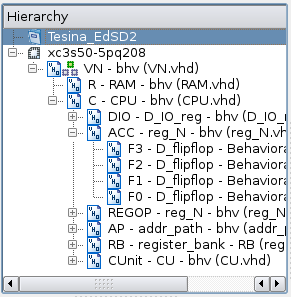 Hierarchy
Tesina_EdSD2
xc3s50-5pq208
VN - bhv (VN.vhd)
R - RAM - bhv (RAM.vhd)
C - CPU - bhv (CPU.vhd)
DIO - D_IO_reg - bhv (D_IO_re
ACC - reg_N - bhv (reg_N.vh
F3 - D_flipflop - Behaviora
F2 - D_flipflop - Behaviora
F1 - D_flipflop - Behaviora
F0 - D_flipflop - Behaviora
REGOP - reg_N - bhv (reg_N
AP - addr_path - bhv (addr_p
RB - register_bank - RB (reg
CUnit - CU - bhv (CU.vhd)